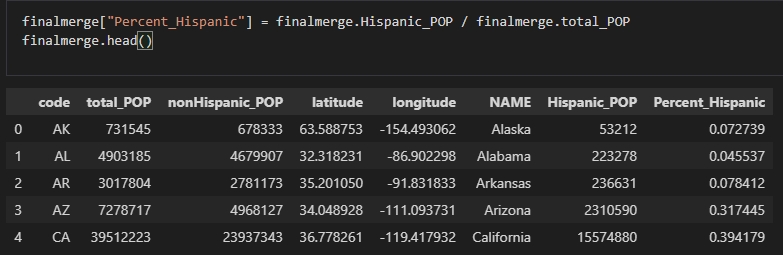 finalmerge["Percent_Hispanic"] = finalmerge.Hispanic_POP / finalmerge.total_POP
finalmerge.head()
code total_POP nonHispanic_POP latitude longitude NAME Hispanic_POP Percent_Hispanic
0 AK 731545 678333 63.588753 -154.493062 Alaska 53212 0.072739
1 AL 4903185 4679907 32.318231 -86.902298 Alabama 223278 0.045537
2 AR 3017804 2781173 35.201050 -91.831833 Arkansas 236631 0.078412
3 AZ 7278717 4968127 34.048928 -111.093731 Arizona 2310590 0.317445
4 CA 39512223 23937343 36.778261 -119.417932 California 15574880 0.394179